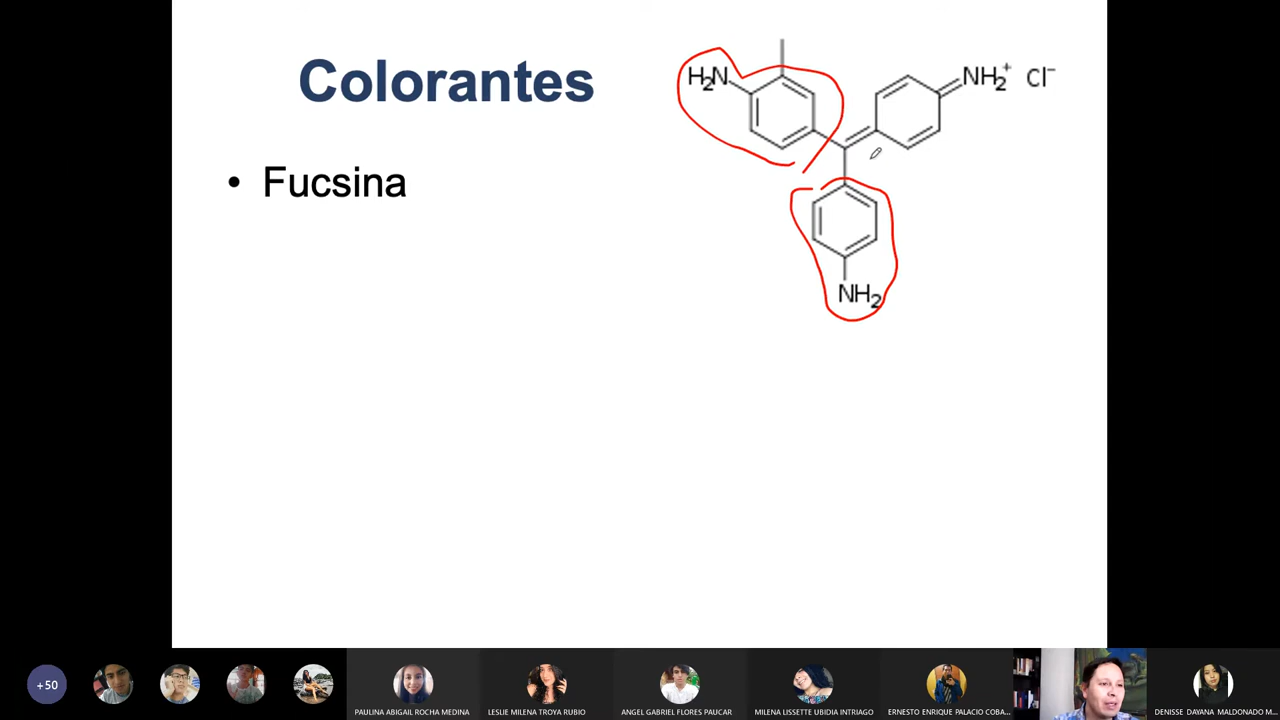 Colorantes
• Fucsina
H₂N
NH₂⁺ Cl⁻
NH₂
+50
PAULINA ABIGAIL ROCHA MEDINA
LESLIE MILENA TROYA RUBIO
ANGEL GABRIEL FLORES PAUCAR
MILENA LISSETTE UBIDIA INTRIAGO
ERNESTO ENRIQUE PALACIO COBA...
DENISSE DAYANA MALDONADO M...